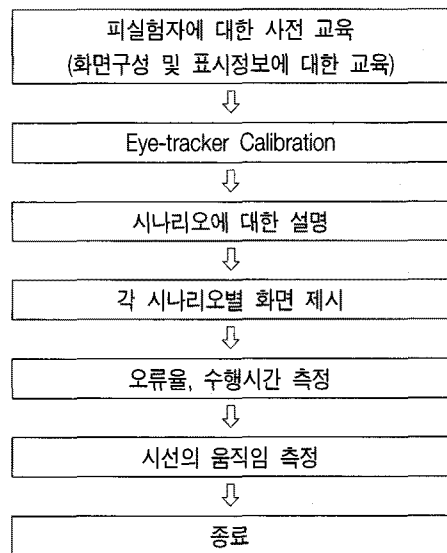 피실험자에 대한 사전 교육
(화면구성 및 표시정보에 대한 교육)
Eye-tracker Calibration
시나리오에 대한 설명
각 시나리오별 화면 제시
오류율, 수행시간 측정
시선의 움직임 측정
종료